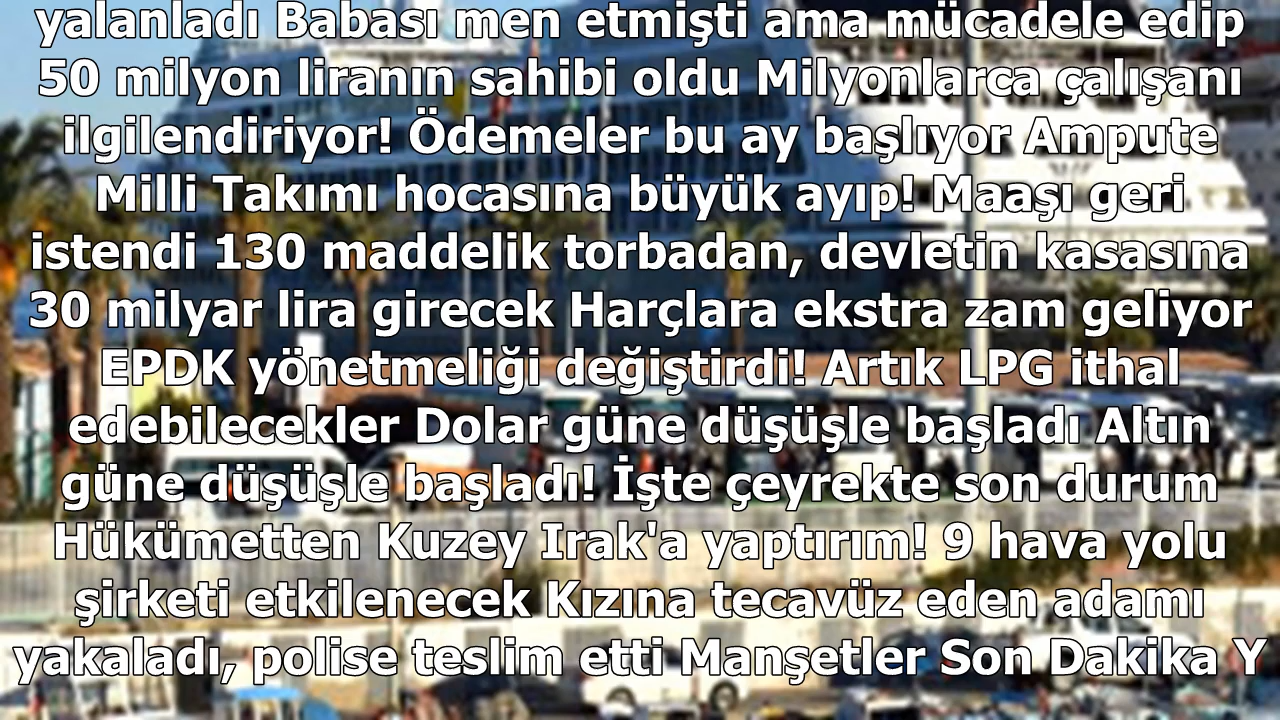 yalanladı Babası men etmişti ama mücadele edip
50 milyon liranın sahibi oldu Milyonlarca çalışanı
ilgilendiriyor! Ödemeler bu ay başlıyor Ampute
Milli Takımı hocasına büyük ayıp! Maaşı geri
istendi 130 maddelik torbadan, devletin kasasına
30 milyar lira girecek Harçlara ekstra zam geliyor
EPDK yönetmeliği değiştirdi! Artık LPG ithal
edebilecekler Dolar güne düşüşle başladı Altın
güne düşüşle başladı! İşte çeyrekte son durum
Hükümetten Kuzey Irak'a yaptırım! 9 hava yolu
şirketi etkilenecek Kızına tecavüz eden adamı
yakaladı, polise teslim etti Manşetler Son Dakika Y